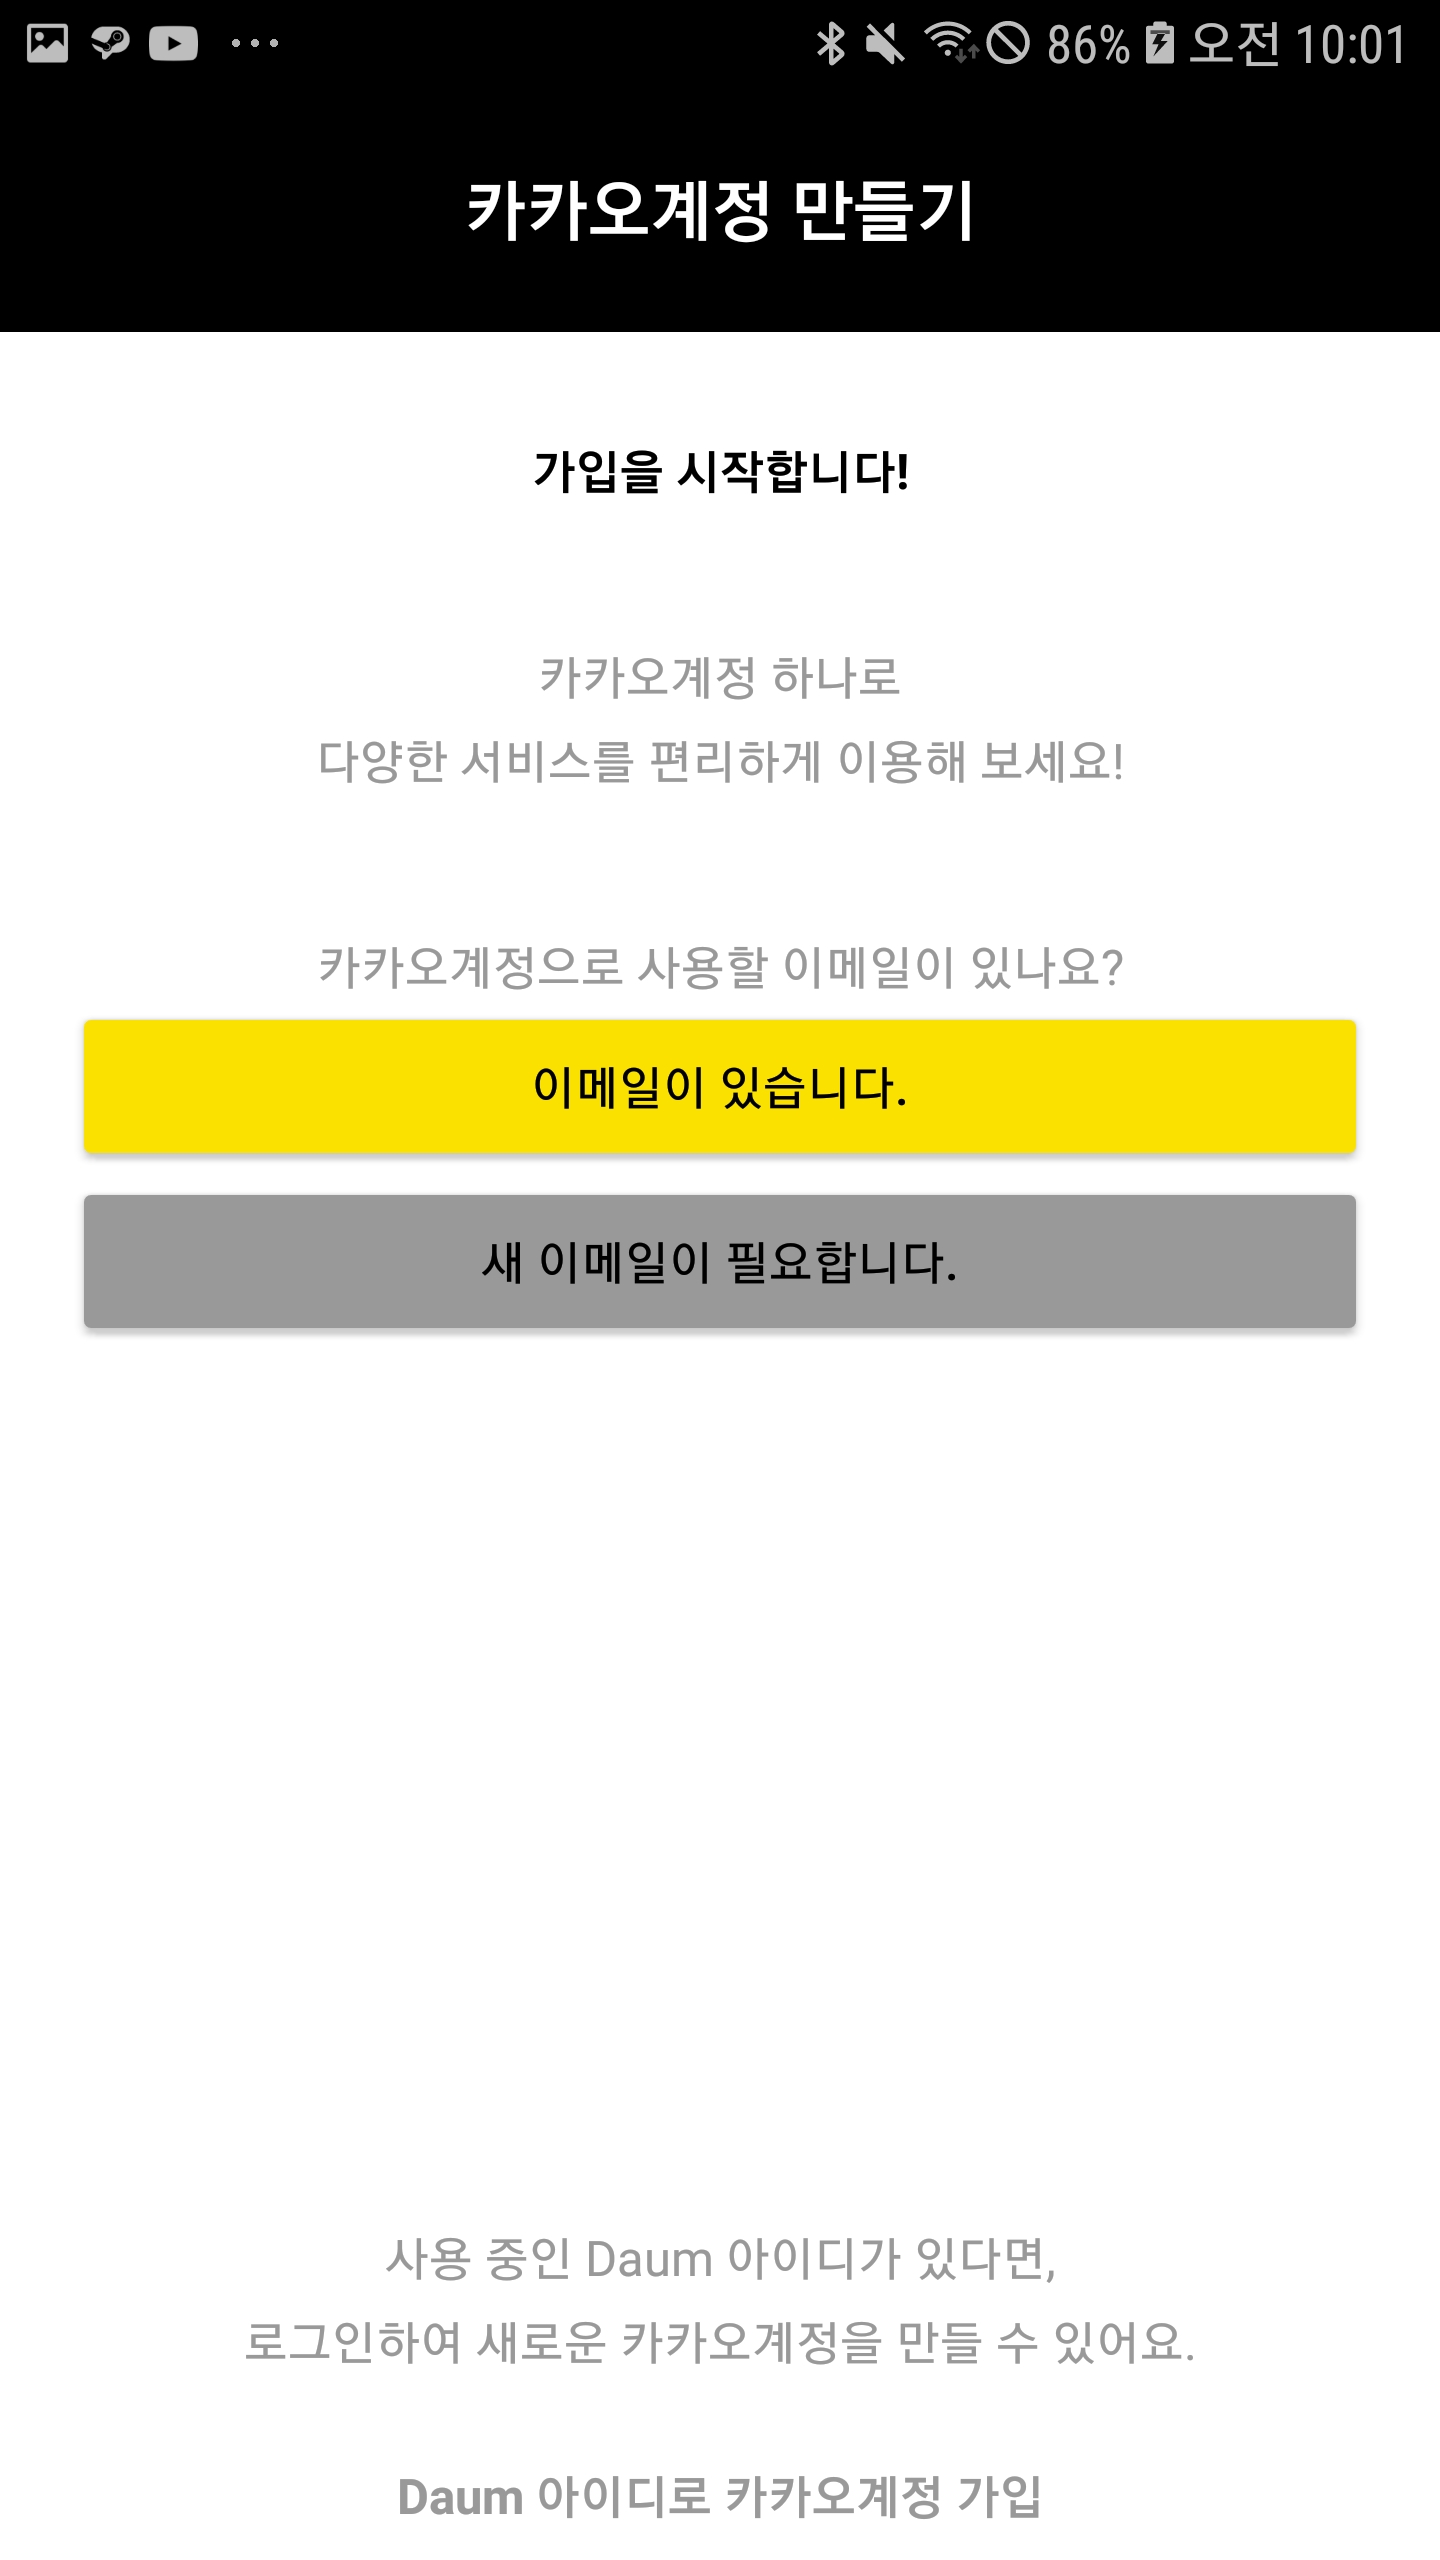 86% 오전 10:01
카카오계정 만들기
가입을 시작합니다!
카카오계정 하나로
다양한 서비스를 편리하게 이용해 보세요!
카카오계정으로 사용할 이메일이 있나요?
이메일이 있습니다.
새 이메일이 필요합니다.
사용 중인 Daum 아이디가 있다면,
로그인하여 새로운 카카오계정을 만들 수 있어요.
Daum 아이디로 카카오계정 가입